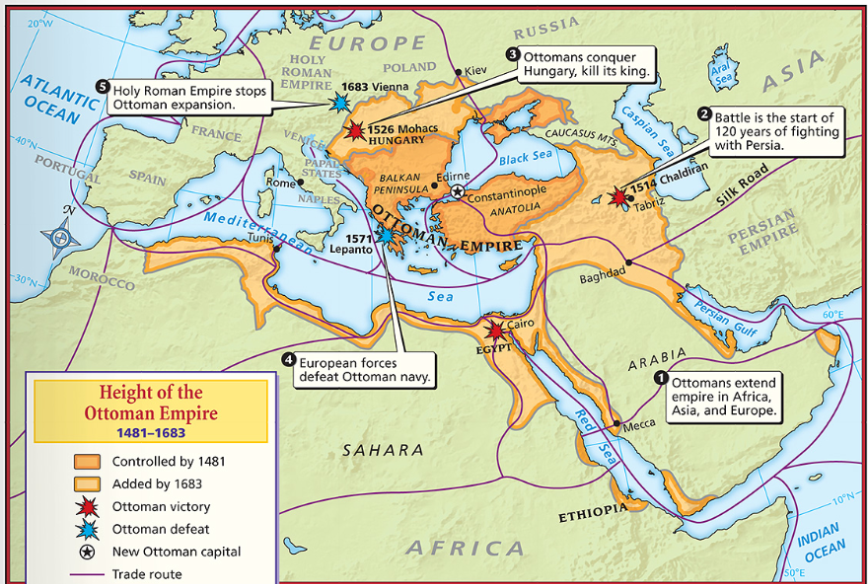 20°W
EUROPE
RUSSIA
ASIA
ATLANTIC
OCEAN
5 Holy Roman Empire stops
Ottoman expansion.
HOLY
ROMAN
EMPIRE
POLAND
3 Ottomans conquer
Hungary, kill its king.
Kiev
1683 Vienna
Aral
Sea
2 Battle is the start of
120 years of fighting
with Persia.
40°N
FRANCE
VENICE
1526 Mohacs
HUNGARY
CAUCASUS MTS.
Caspian Sea
PORTUGAL
SPAIN
PAPAL
STATES
Rome
NAPLES
BALKAN
PENINSULA
Edirne
Black Sea
Constantinople
ANATOLIA
1514
Chaldiran
Tabriz
Silk Road
N
Mediterranean
Sea
OTTOMAN EMPIRE
1571
Lepanto
Tunis
PERSIAN
EMPIRE
30°N
MOROCCO
Baghdad
Persian Gulf
60°E
Cairo
EGYPT
4 European forces
defeat Ottoman navy.
ARABIA
1 Ottomans extend
empire in Africa,
Asia, and Europe.
Mecca
Red Sea
SAHARA
ETHIOPIA
AFRICA
10°N
INDIAN
OCEAN
50°E
Height of the
Ottoman Empire
1481–1683
Controlled by 1481
Added by 1683
Ottoman victory
Ottoman defeat
New Ottoman capital
Trade route